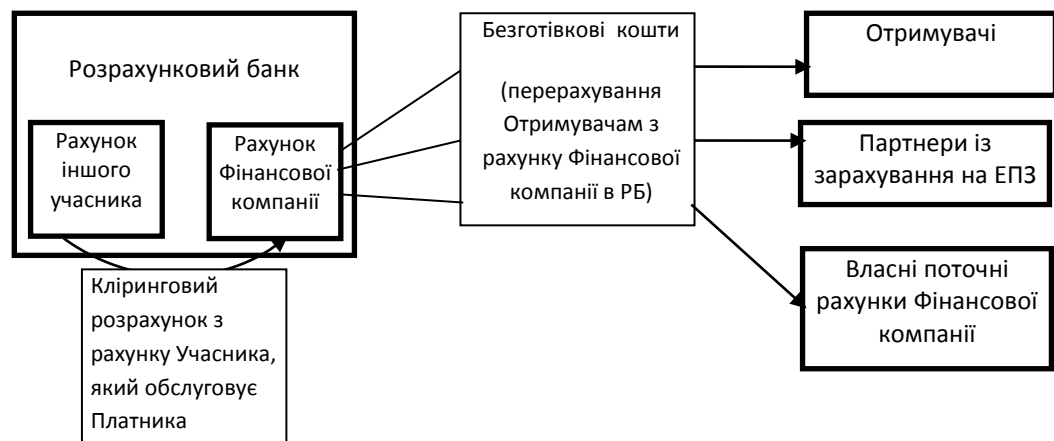 Розрахунковий банк
Рахунок
іншого
учасника
Рахунок
Фінансової
компанії
Кліринговий
розрахунок з
рахунку Учасника,
який обслуговує
Платника
Безготівкові кошти
(перерахування
Отримувачам з
рахунку Фінансової
компанії в РБ)
Отримувачі
Партнери із
зарахування на ЕПЗ
Власні поточні
рахунки Фінансової
компанії